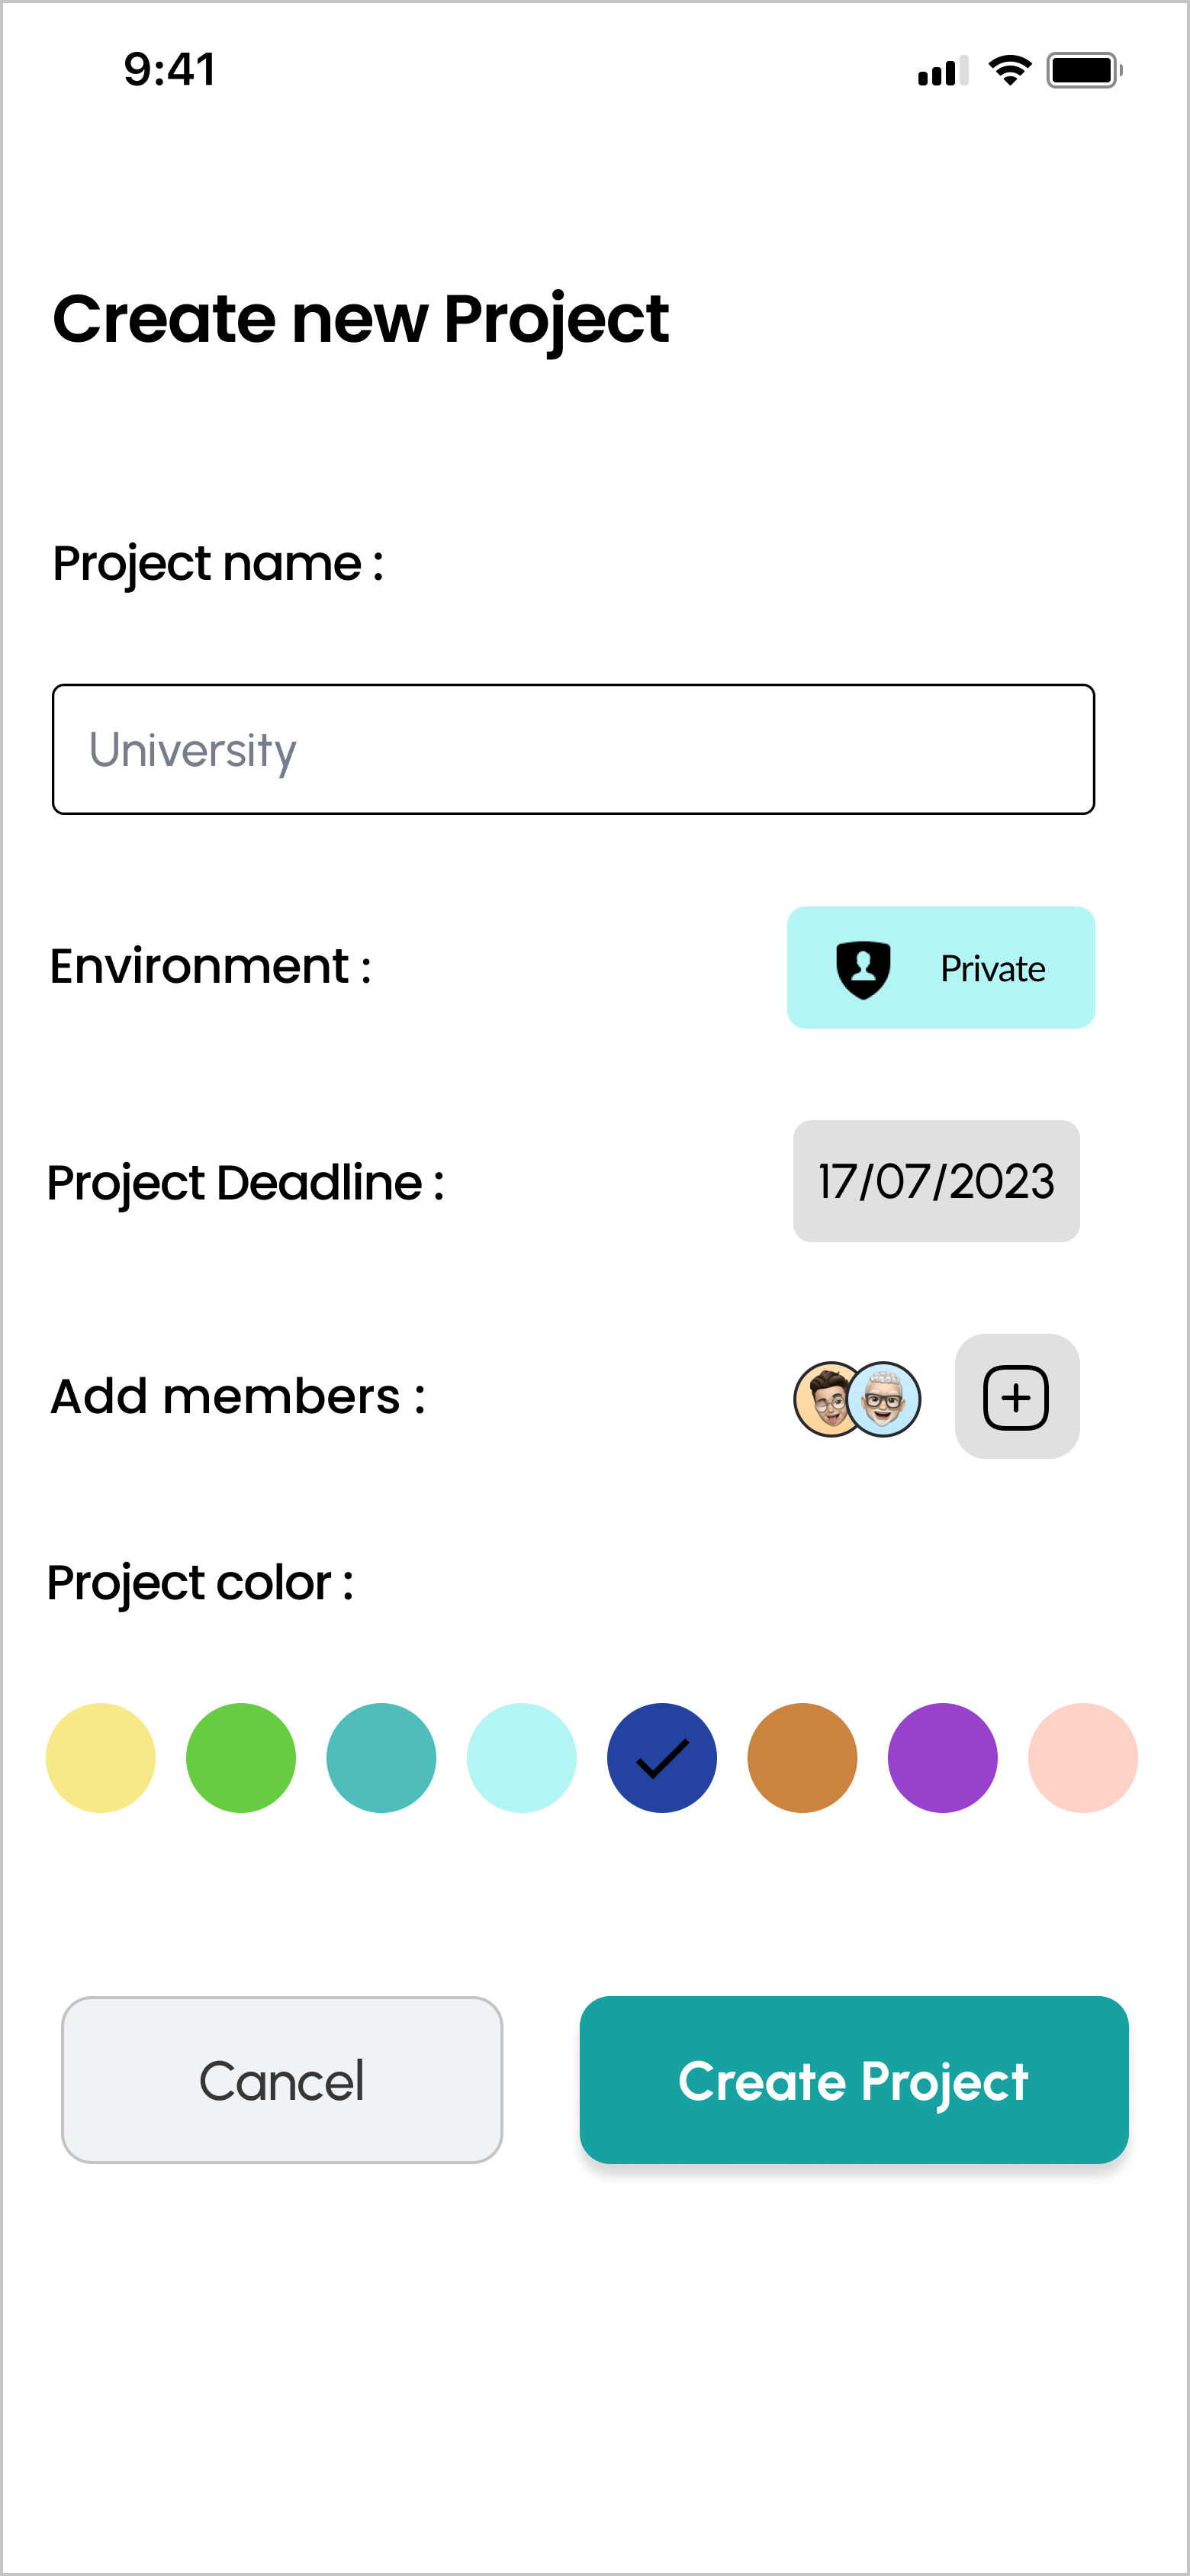 9:41
Create new Project
Project name :
University
Environment :
Private
Project Deadline :
17/07/2023
Add members :
Project color :
Cancel
Create Project